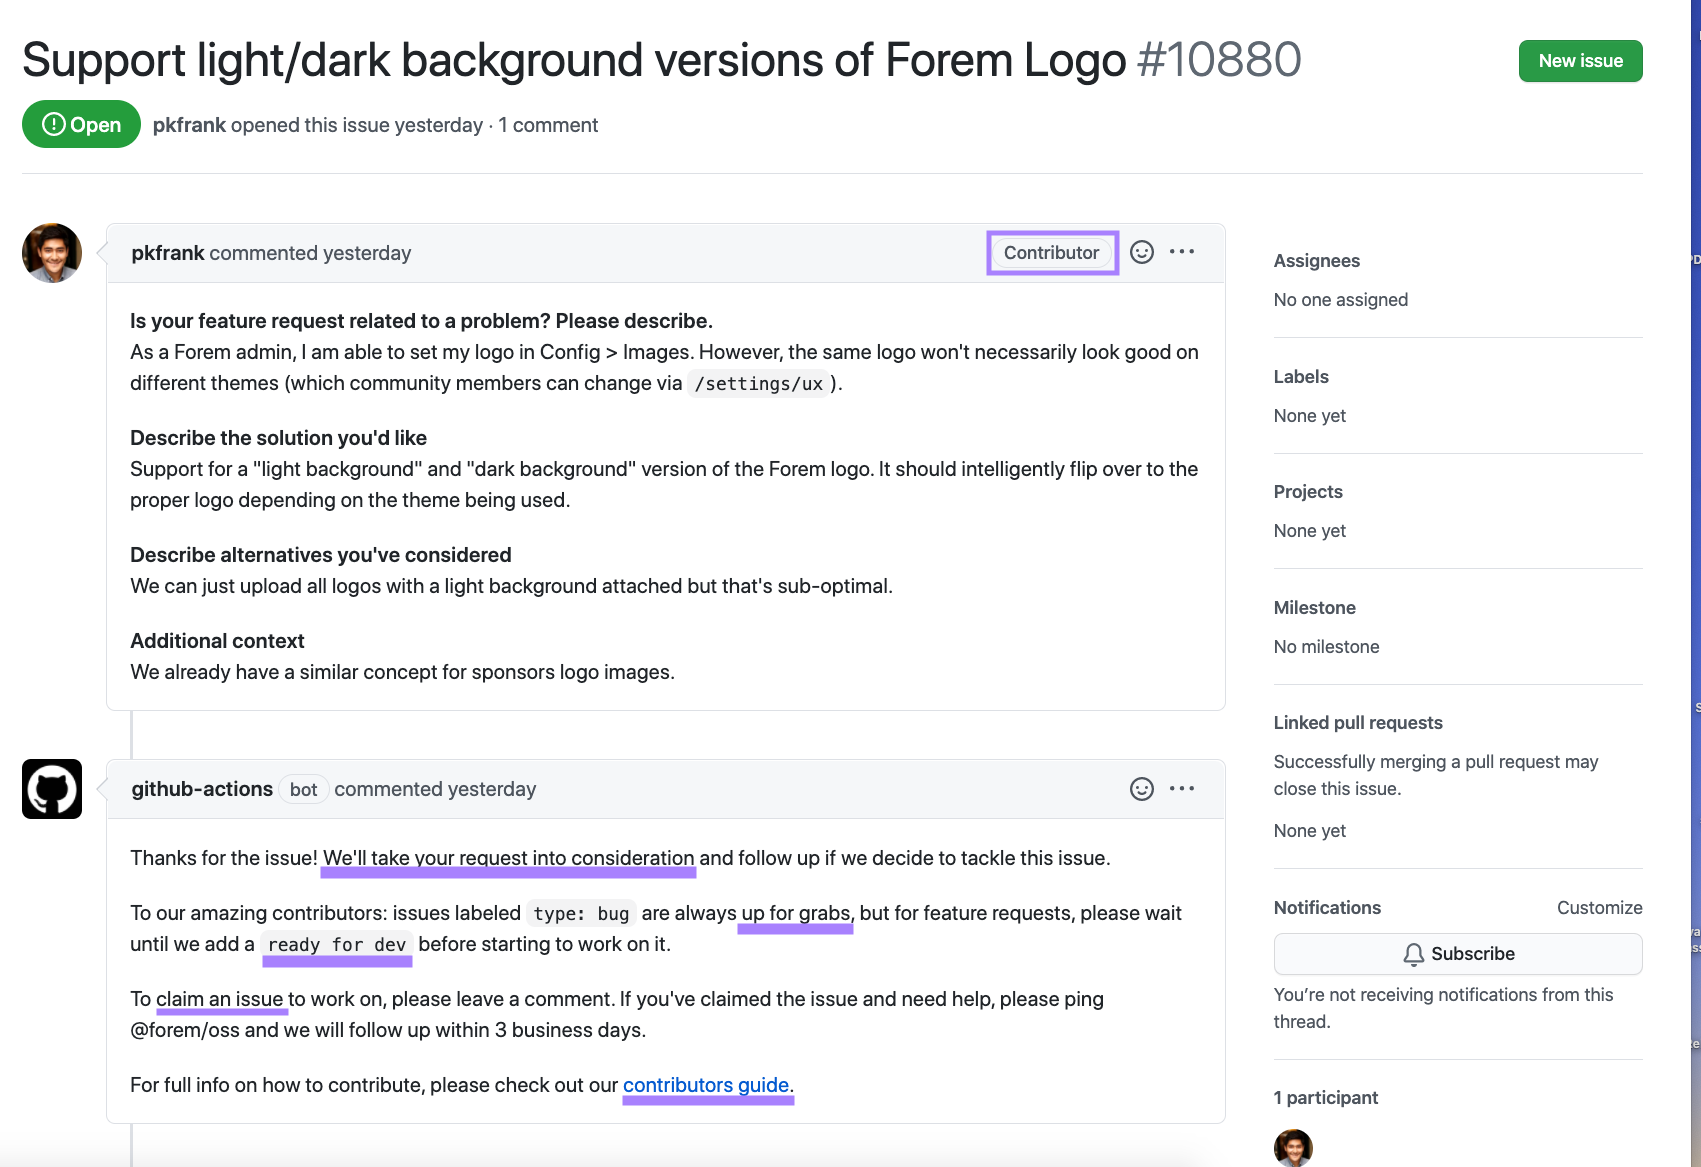 Support light/dark background versions of Forem Logo #10880
New issue
Open
pkfrank opened this issue yesterday · 1 comment
pkfrank commented yesterday
Contributor
Is your feature request related to a problem? Please describe.
As a Forem admin, I am able to set my logo in Config > Images. However, the same logo won't necessarily look good on
different themes (which community members can change via /settings/ux ).
Describe the solution you'd like
Support for a "light background" and "dark background" version of the Forem logo. It should intelligently flip over to the
proper logo depending on the theme being used.
Describe alternatives you've considered
We can just upload all logos with a light background attached but that's sub-optimal.
Additional context
We already have a similar concept for sponsors logo images.
github-actions bot commented yesterday
Thanks for the issue! We'll take your request into consideration and follow up if we decide to tackle this issue.
To our amazing contributors: issues labeled type: bug are always up for grabs, but for feature requests, please wait
until we add a ready for dev before starting to work on it.
To claim an issue to work on, please leave a comment. If you've claimed the issue and need help, please ping
@forem/oss and we will follow up within 3 business days.
For full info on how to contribute, please check out our contributors guide.
Assignees
No one assigned
Labels
None yet
Projects
None yet
Milestone
No milestone
Linked pull requests
Successfully merging a pull request may
close this issue.
None yet
Notifications
Customize
Subscribe
You’re not receiving notifications from this
thread.
1 participant